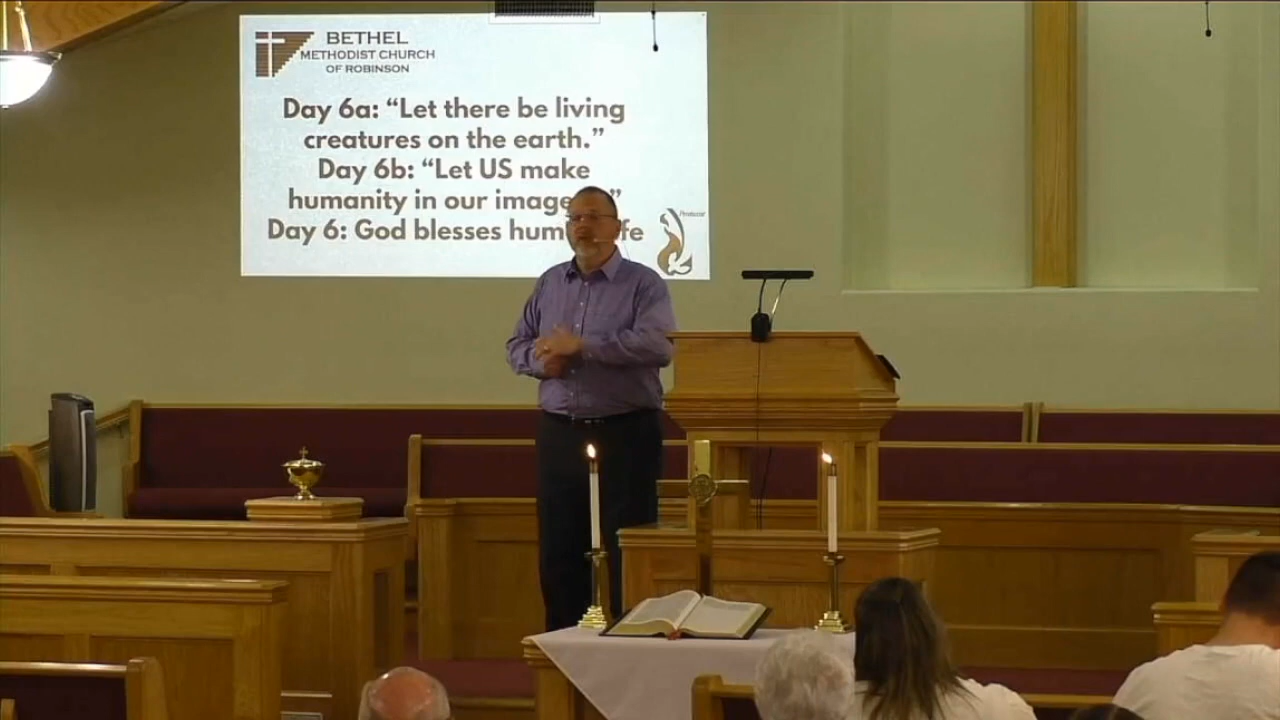 BETHEL
METHODIST CHURCH
OF ROBINSON
Day 6a: “Let there be living
creatures on the earth.”
Day 6b: “Let US make
humanity in our image
Day 6: God blesses